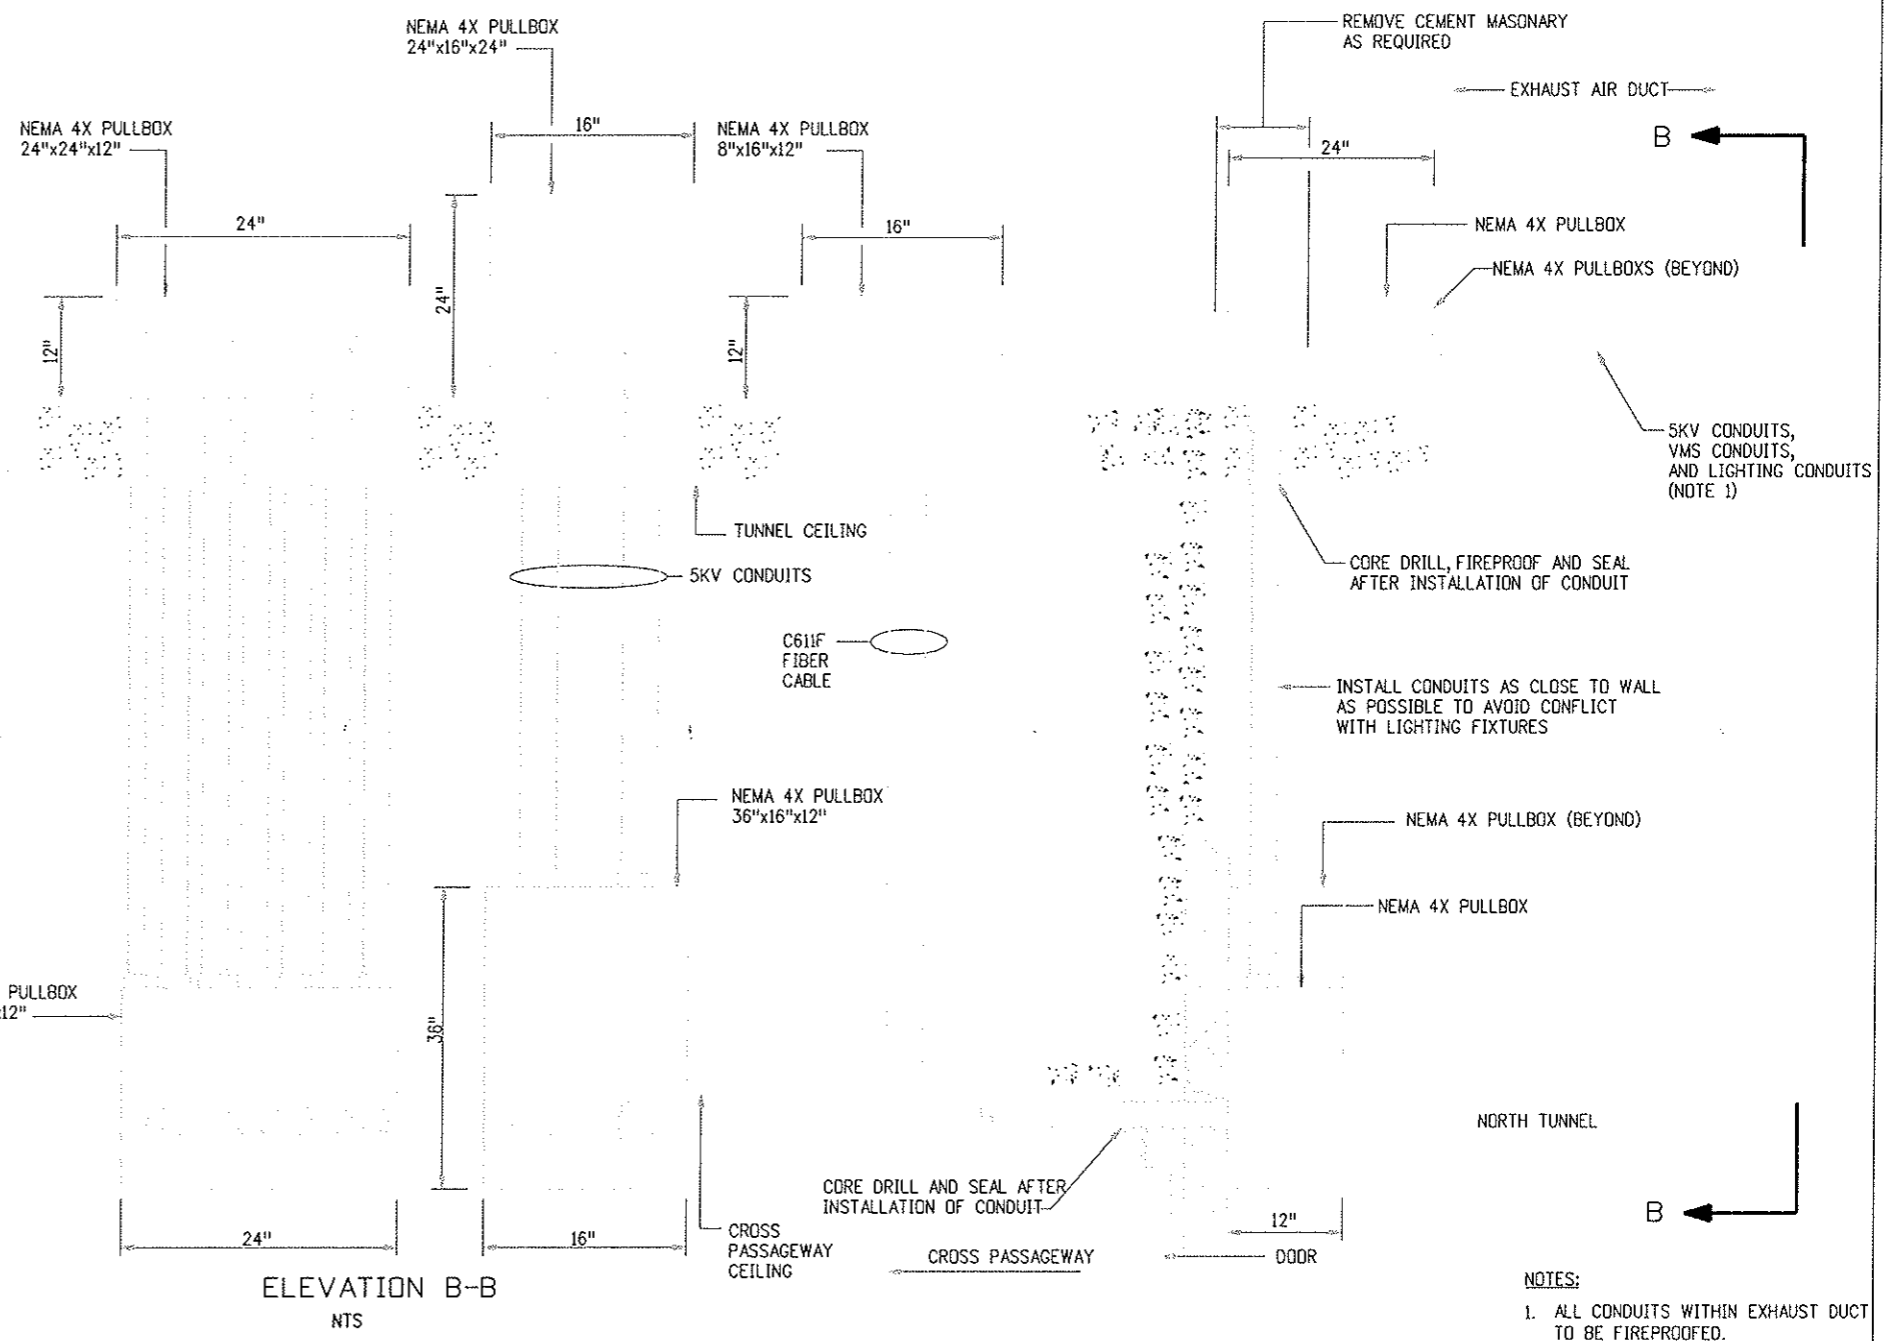 NEMA 4X PULLBOX
24"x16"x24"
REMOVE CEMENT MASONARY
AS REQUIRED
EXHAUST AIR DUCT
NEMA 4X PULLBOX
24"x24"x12"
16"
NEMA 4X PULLBOX
8"x16"x12"
24"
B
24"
16"
NEMA 4X PULLBOX
NEMA 4X PULLBOXS (BEYOND)
12"
24"
12"
5KV CONDUITS,
VMS CONDUITS,
AND LIGHTING CONDUITS
(NOTE 1)
TUNNEL CEILING
5KV CONDUITS
CORE DRILL, FIREPROOF AND SEAL
AFTER INSTALLATION OF CONDUIT
C611F
FIBER
CABLE
INSTALL CONDUITS AS CLOSE TO WALL
AS POSSIBLE TO AVOID CONFLICT
WITH LIGHTING FIXTURES
NEMA 4X PULLBOX
36"x16"x12"
NEMA 4X PULLBOX (BEYOND)
NEMA 4X PULLBOX
PULLBOX
x12"
36"
NORTH TUNNEL
CORE DRILL AND SEAL AFTER
INSTALLATION OF CONDUIT
B
24"
16"
CROSS
PASSAGEWAY
CEILING
12"
CROSS PASSAGEWAY
DOOR
ELEVATION B-B
NTS
NOTES:
1. ALL CONDUITS WITHIN EXHAUST DUCT
TO BE FIREPROOFED.